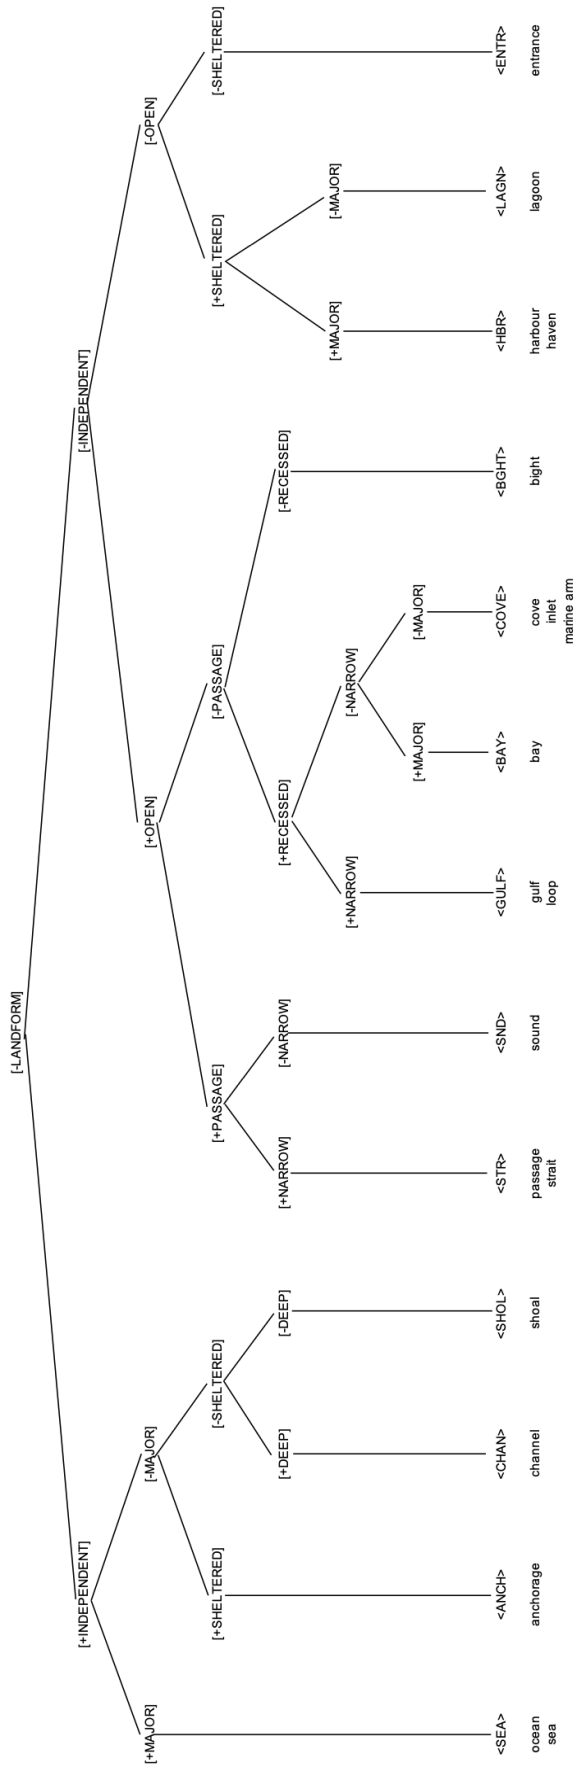 [-LANDFORM]
[+INDEPENDENT]
[-INDEPENDENT]
[+MAJOR]
[-MAJOR]
[+OPEN]
[-OPEN]
[+SHELTERED]
[-SHELTERED]
[+PASSAGE]
[-PASSAGE]
[+SHELTERED]
[-SHELTERED]
[+DEEP]
[-DEEP]
[+NARROW]
[-NARROW]
[+RECESSED]
[-RECESSED]
[+MAJOR]
[-MAJOR]
[+NARROW]
[-NARROW]
[+MAJOR]
[-MAJOR]
<SEA>
<ANCH>
<CHAN>
<SHOL>
<STR>
<SND>
<GULF>
<BAY>
<COVE>
<BGHT>
<HBR>
<LAGN>
<ENTR>
ocean
sea
anchorage
channel
shoal
passage
strait
sound
gulf
loop
bay
cove
inlet
marine arm
bight
harbour
haven
lagoon
entrance